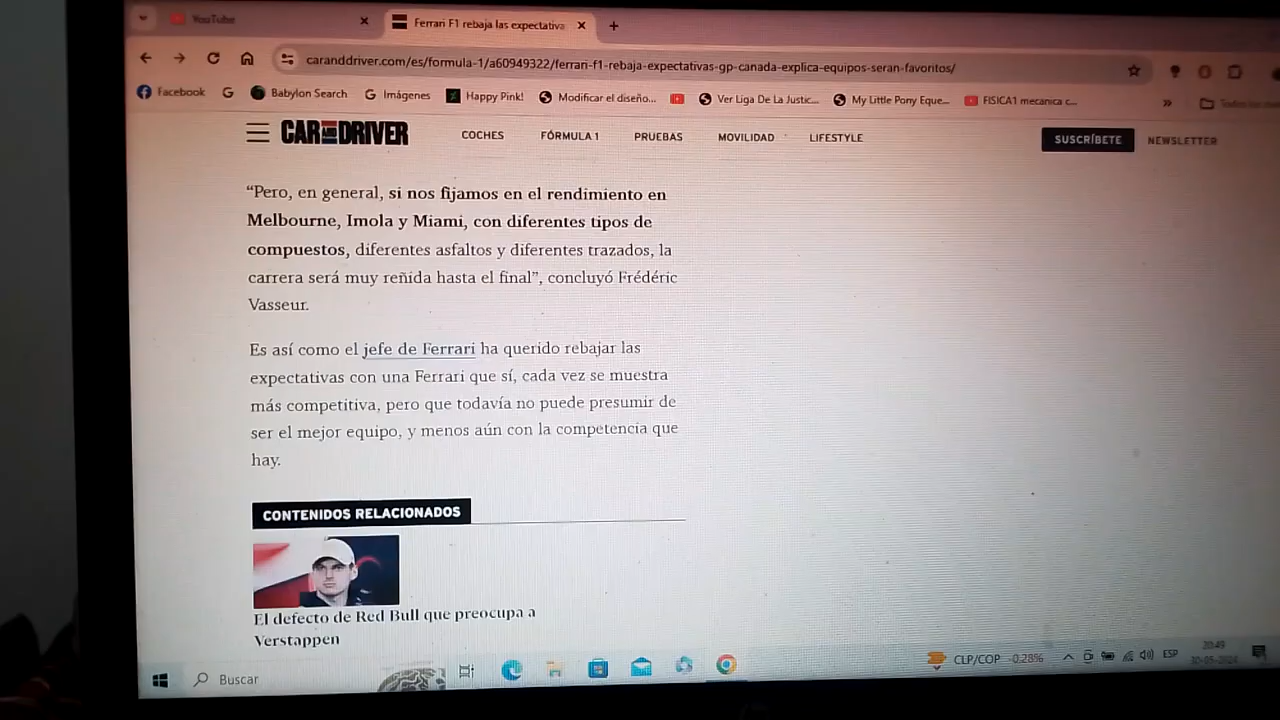 YouTube
Ferrari F1 rebaja las expectativa
caranddriver.com/es/formula-1/a60949322/ferrari-f1-rebaja-expectativas-gp-canada-explica-equipos-seran-favoritos/
Facebook
Babylon Search
Imágenes
Happy Pink!
Modificar el diseño...
Ver Liga De La Justic...
My Little Pony Eque...
FISICA1 mecanica c...
»
CAR AND DRIVER
COCHES
FÓRMULA 1
PRUEBAS
MOVILIDAD
LIFESTYLE
SUSCRÍBETE
NEWSLETTER
“Pero, en general, si nos fijamos en el rendimiento en
Melbourne, Imola y Miami, con diferentes tipos de
compuestos, diferentes asfaltos y diferentes trazados, la
carrera será muy reñida hasta el final”, concluyó Frédéric
Vasseur.
Es así como el jefe de Ferrari ha querido rebajar las
expectativas con una Ferrari que sí, cada vez se muestra
más competitiva, pero que todavía no puede presumir de
ser el mejor equipo, y menos aún con la competencia que
hay.
CONTENIDOS RELACIONADOS
El defecto de Red Bull que preocupa a
Verstappen
Buscar
CLP/COP -0,28%
ESP
20:49
30-05-2024